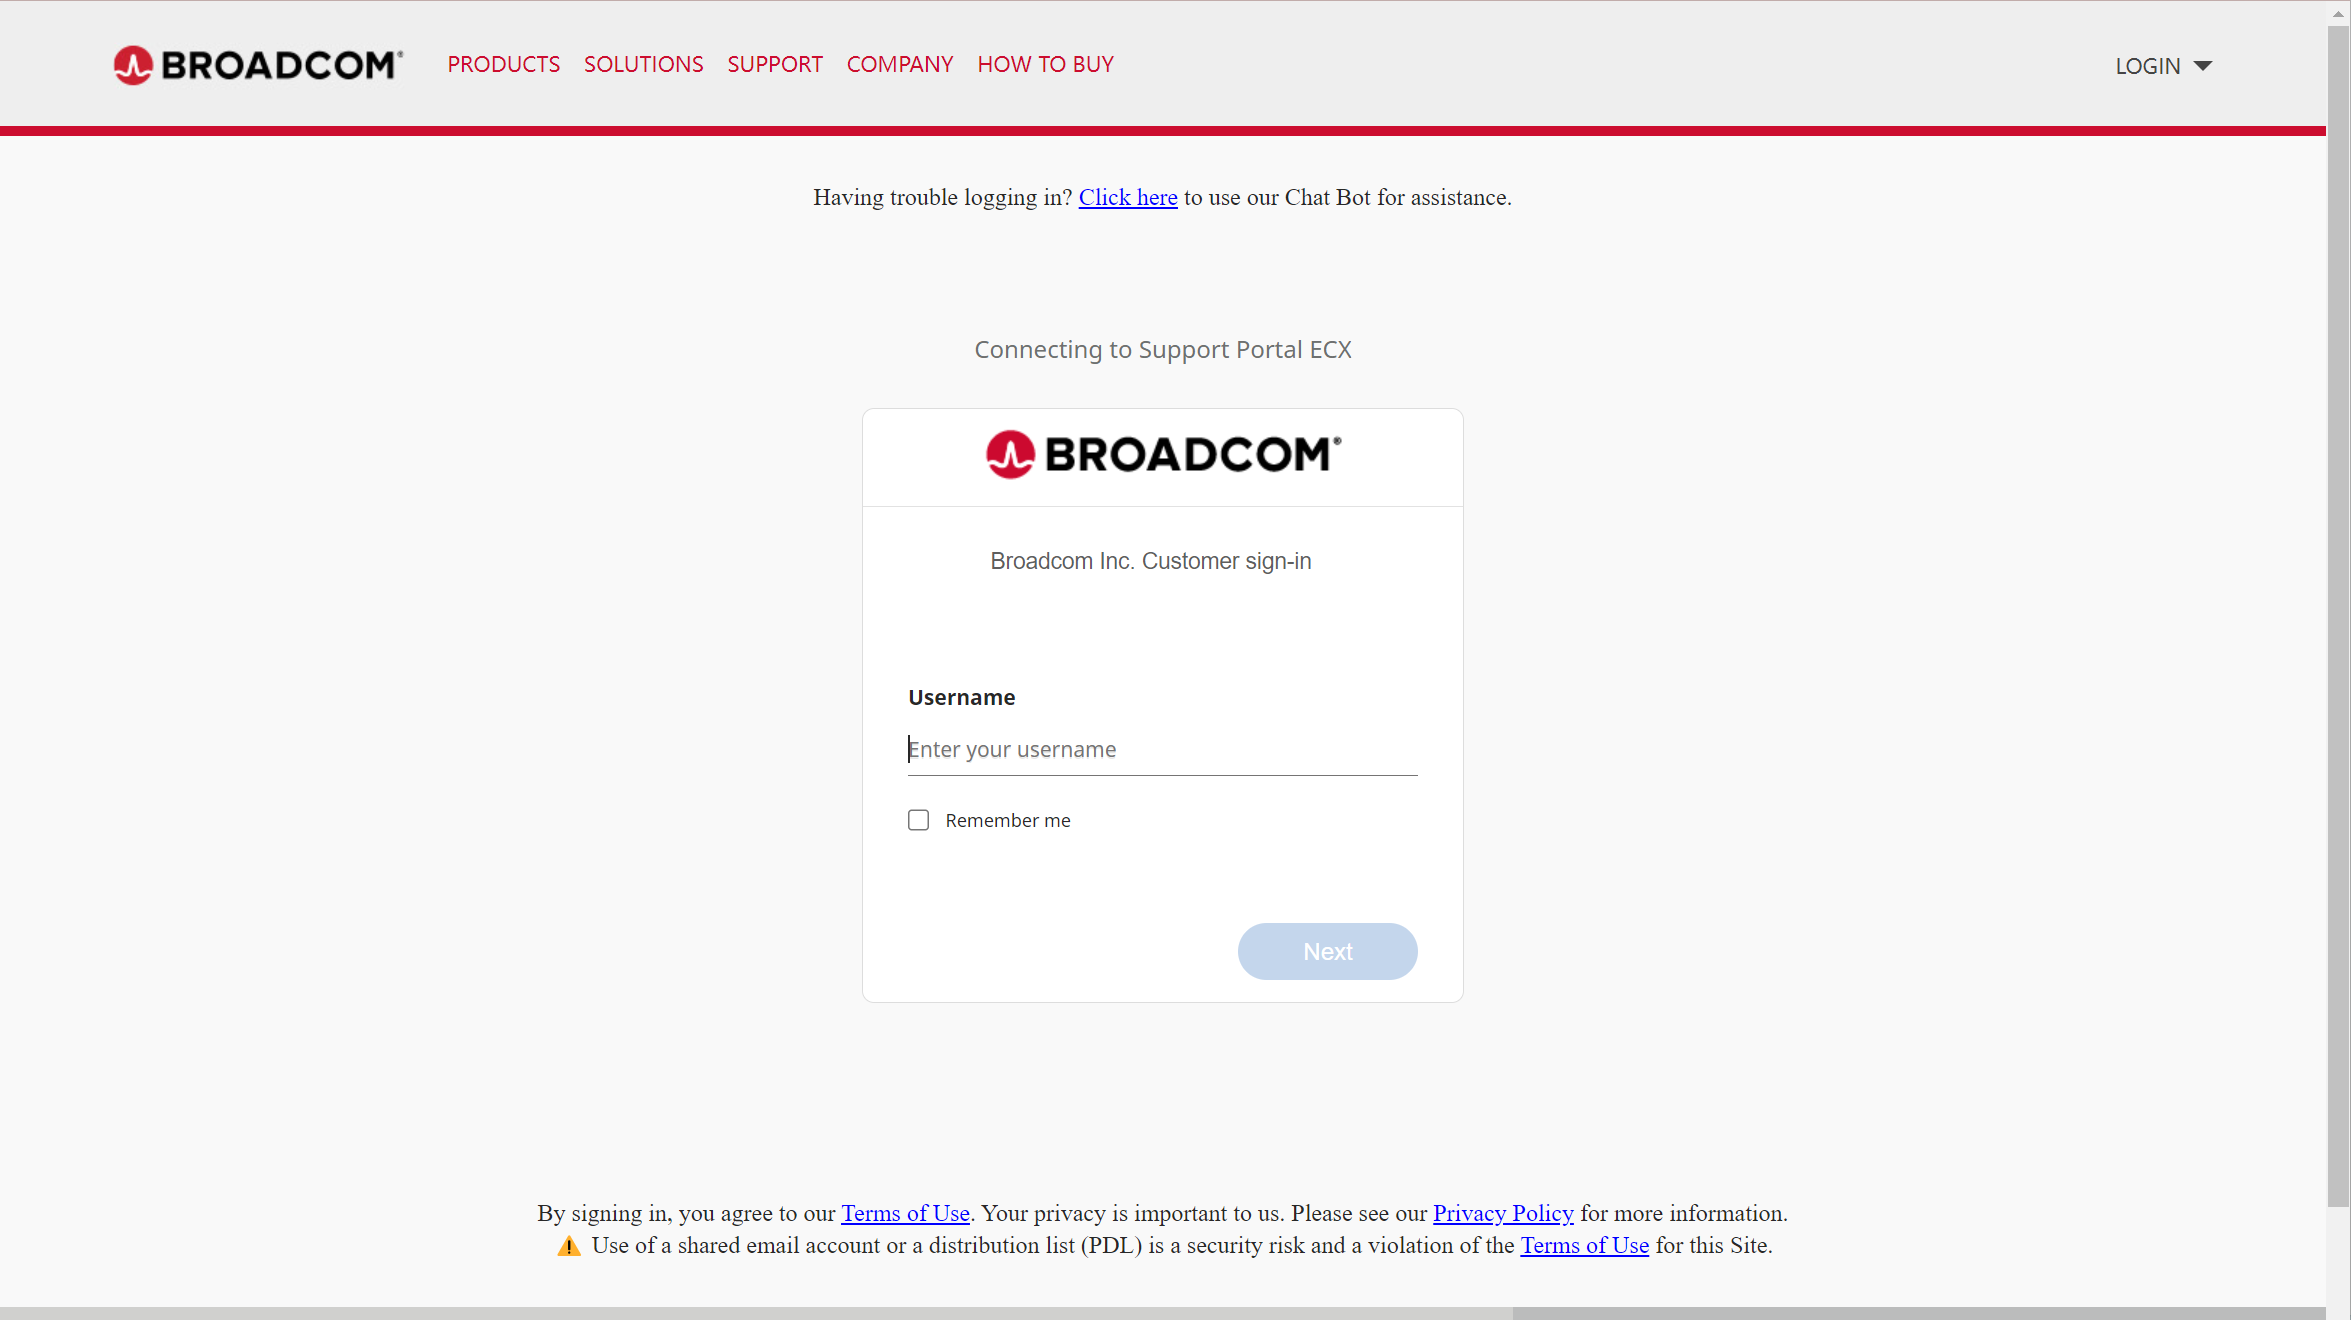 BROADCOM® PRODUCTS SOLUTIONS SUPPORT COMPANY HOW TO BUY LOGIN
Having trouble logging in? Click here to use our Chat Bot for assistance.
Connecting to Support Portal ECX
BROADCOM®
Broadcom Inc. Customer sign-in
Username
Enter your username
Remember me
Next
By signing in, you agree to our Terms of Use. Your privacy is important to us. Please see our Privacy Policy for more information.
⚠ Use of a shared email account or a distribution list (PDL) is a security risk and a violation of the Terms of Use for this Site.